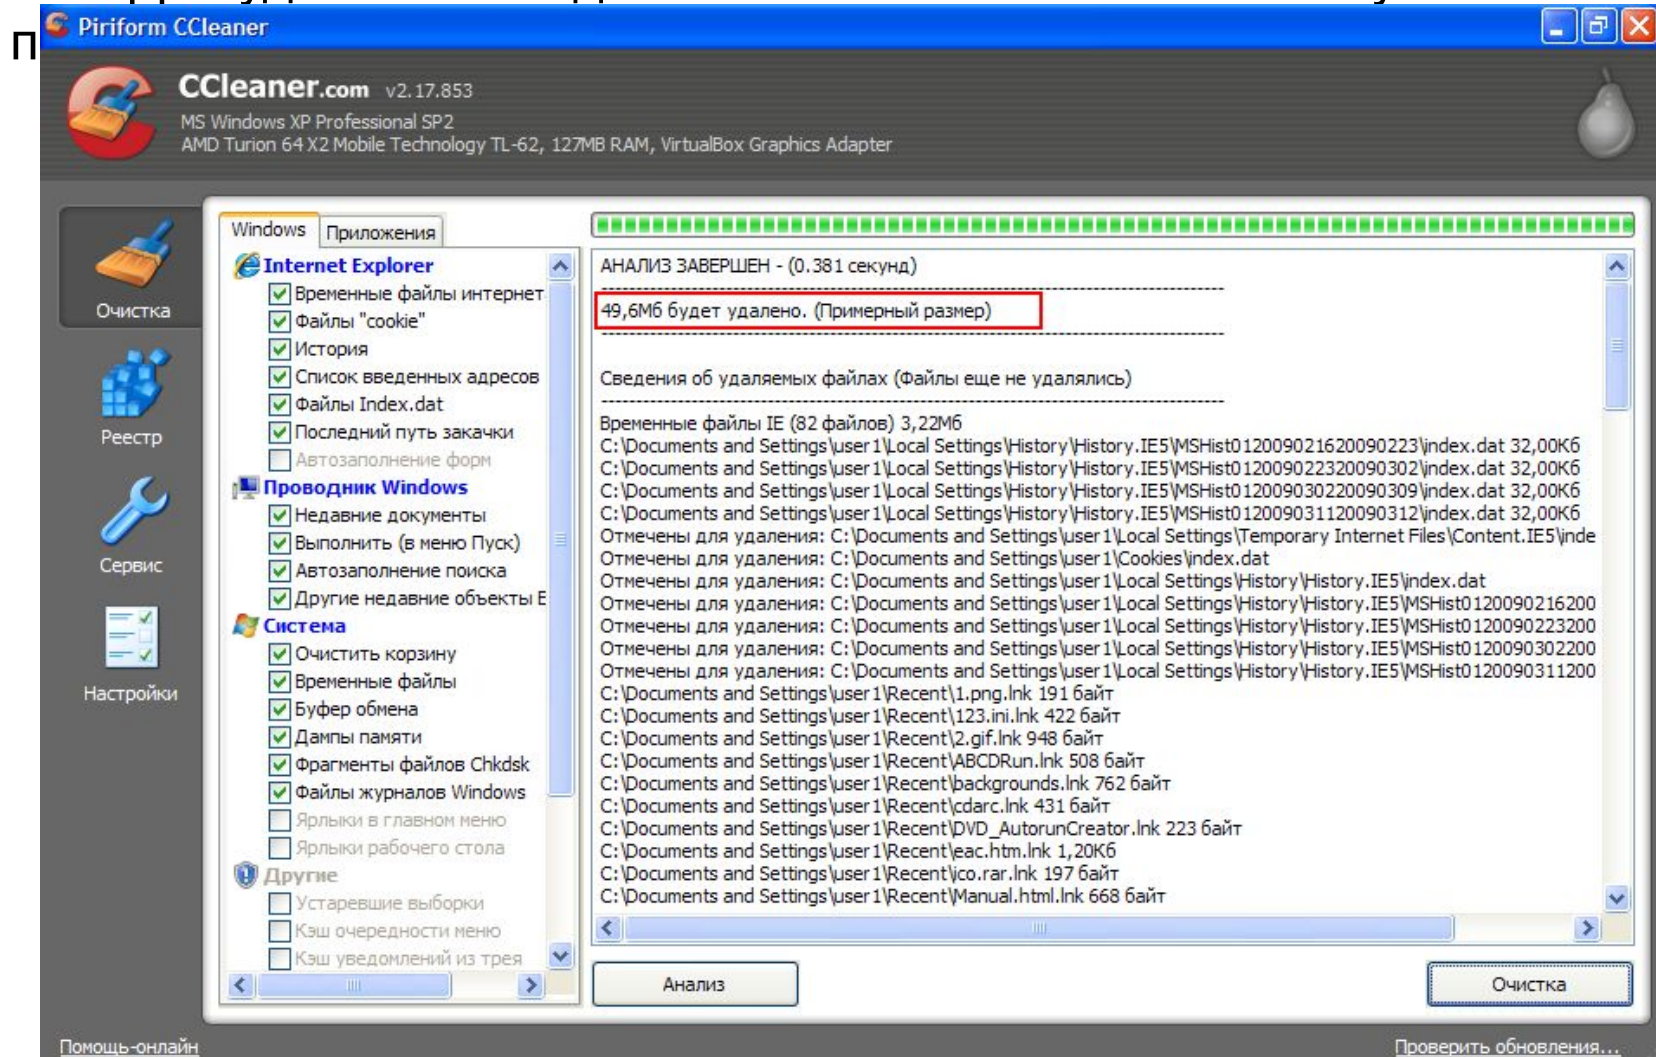 П
Piriform CCleaner
CCleaner.com v2.17.853
MS Windows XP Professional SP2
AMD Turion 64 X2 Mobile Technology TL-62, 127MB RAM, VirtualBox Graphics Adapter
Очистка
Реестр
Сервис
Настройки
Windows
Приложения
Internet Explorer
Временные файлы интернет
Файлы "cookie"
История
Список введенных адресов
Файлы Index.dat
Последний путь закачки
Автозаполнение форм
Проводник Windows
Недавние документы
Выполнить (в меню Пуск)
Автозаполнение поиска
Другие недавние объекты E
Система
Очистить корзину
Временные файлы
Буфер обмена
Дампы памяти
Фрагменты файлов Chkdsk
Файлы журналов Windows
Ярлыки в главном меню
Ярлыки рабочего стола
Другие
Устаревшие выборки
Кэш очередности меню
Кэш уведомлений из трея
АНАЛИЗ ЗАВЕРШЕН - (0.381 секунд)
49,6Мб будет удалено. (Примерный размер)
Сведения об удаляемых файлах (Файлы еще не удалялись)
Временные файлы IE (82 файлов) 3,22Мб
C:\Documents and Settings\user1\Local Settings\History\History.IE5\MSHist012009021620090223\index.dat 32,00Кб
C:\Documents and Settings\user1\Local Settings\History\History.IE5\MSHist012009022320090302\index.dat 32,00Кб
C:\Documents and Settings\user1\Local Settings\History\History.IE5\MSHist012009030220090309\index.dat 32,00Кб
C:\Documents and Settings\user1\Local Settings\History\History.IE5\MSHist012009031120090312\index.dat 32,00Кб
Отмечены для удаления: C:\Documents and Settings\user1\Local Settings\Temporary Internet Files\Content.IE5\inde
Отмечены для удаления: C:\Documents and Settings\user1\Cookies\index.dat
Отмечены для удаления: C:\Documents and Settings\user1\Local Settings\History\History.IE5\index.dat
Отмечены для удаления: C:\Documents and Settings\user1\Local Settings\History\History.IE5\MSHist0120090216200
Отмечены для удаления: C:\Documents and Settings\user1\Local Settings\History\History.IE5\MSHist0120090223200
Отмечены для удаления: C:\Documents and Settings\user1\Local Settings\History\History.IE5\MSHist0120090302200
Отмечены для удаления: C:\Documents and Settings\user1\Local Settings\History\History.IE5\MSHist0120090311200
C:\Documents and Settings\user1\Recent\1.png.lnk 191 байт
C:\Documents and Settings\user1\Recent\123.ini.lnk 422 байт
C:\Documents and Settings\user1\Recent\2.gif.lnk 948 байт
C:\Documents and Settings\user1\Recent\ABCDRun.lnk 508 байт
C:\Documents and Settings\user1\Recent\backgrounds.lnk 762 байт
C:\Documents and Settings\user1\Recent\cdarc.lnk 431 байт
C:\Documents and Settings\user1\Recent\DVD_AutorunCreator.lnk 223 байт
C:\Documents and Settings\user1\Recent\eac.htm.lnk 1,20Кб
C:\Documents and Settings\user1\Recent\ico.rar.lnk 197 байт
C:\Documents and Settings\user1\Recent\Manual.html.lnk 668 байт
Анализ
Очистка
Помощь-онлайн
Проверить обновления...